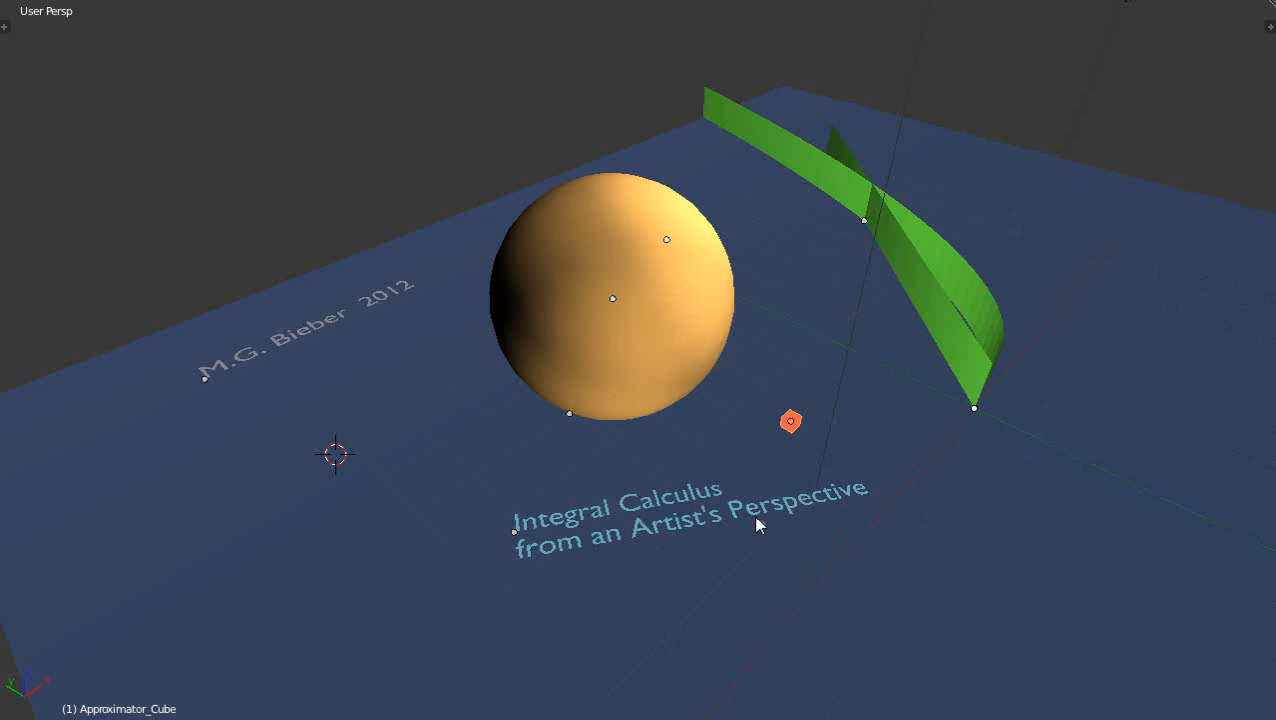 User Persp
M.G. Bieber 2012
Integral Calculus
from an Artist's Perspective
y
x
(1) Approximator_Cube